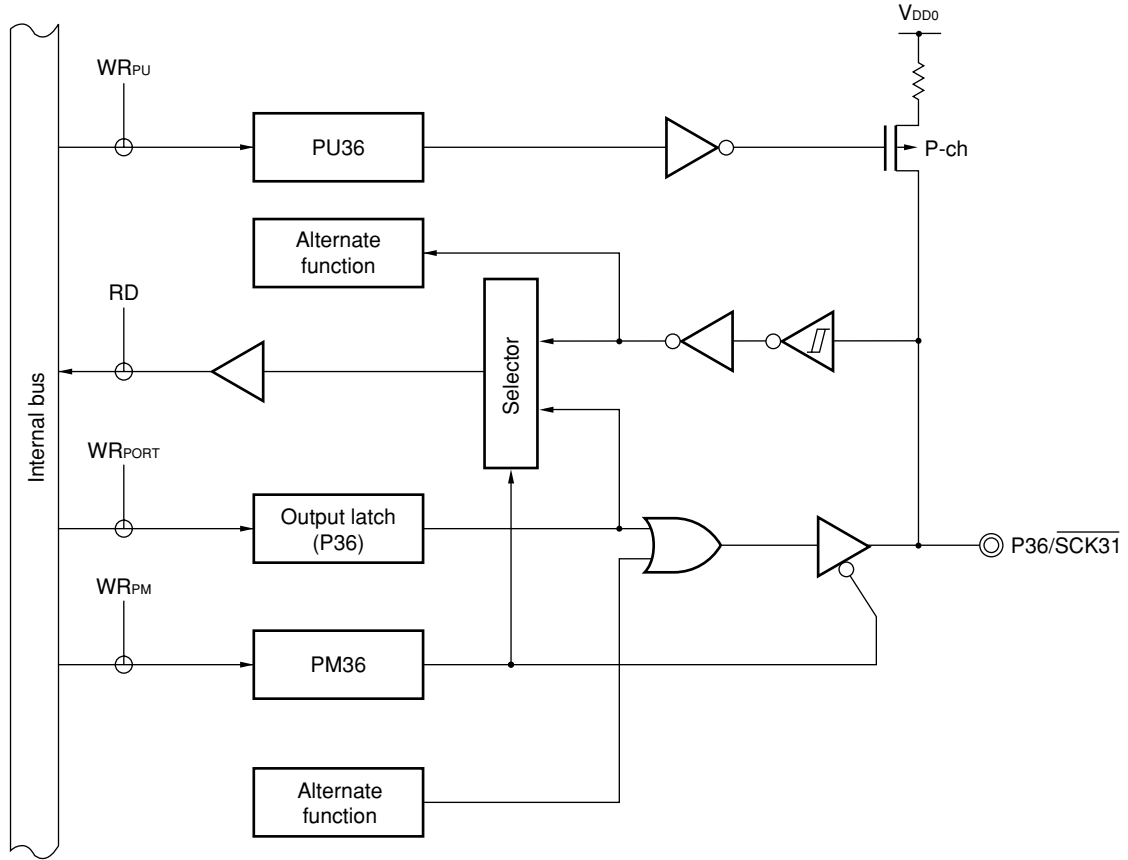 VDD0
WRPU
PU36
P-ch
Alternate
function
RD
Selector
Internal bus
WRPORT
Output latch
(P36)
P36/SCK31
WRPM
PM36
Alternate
function